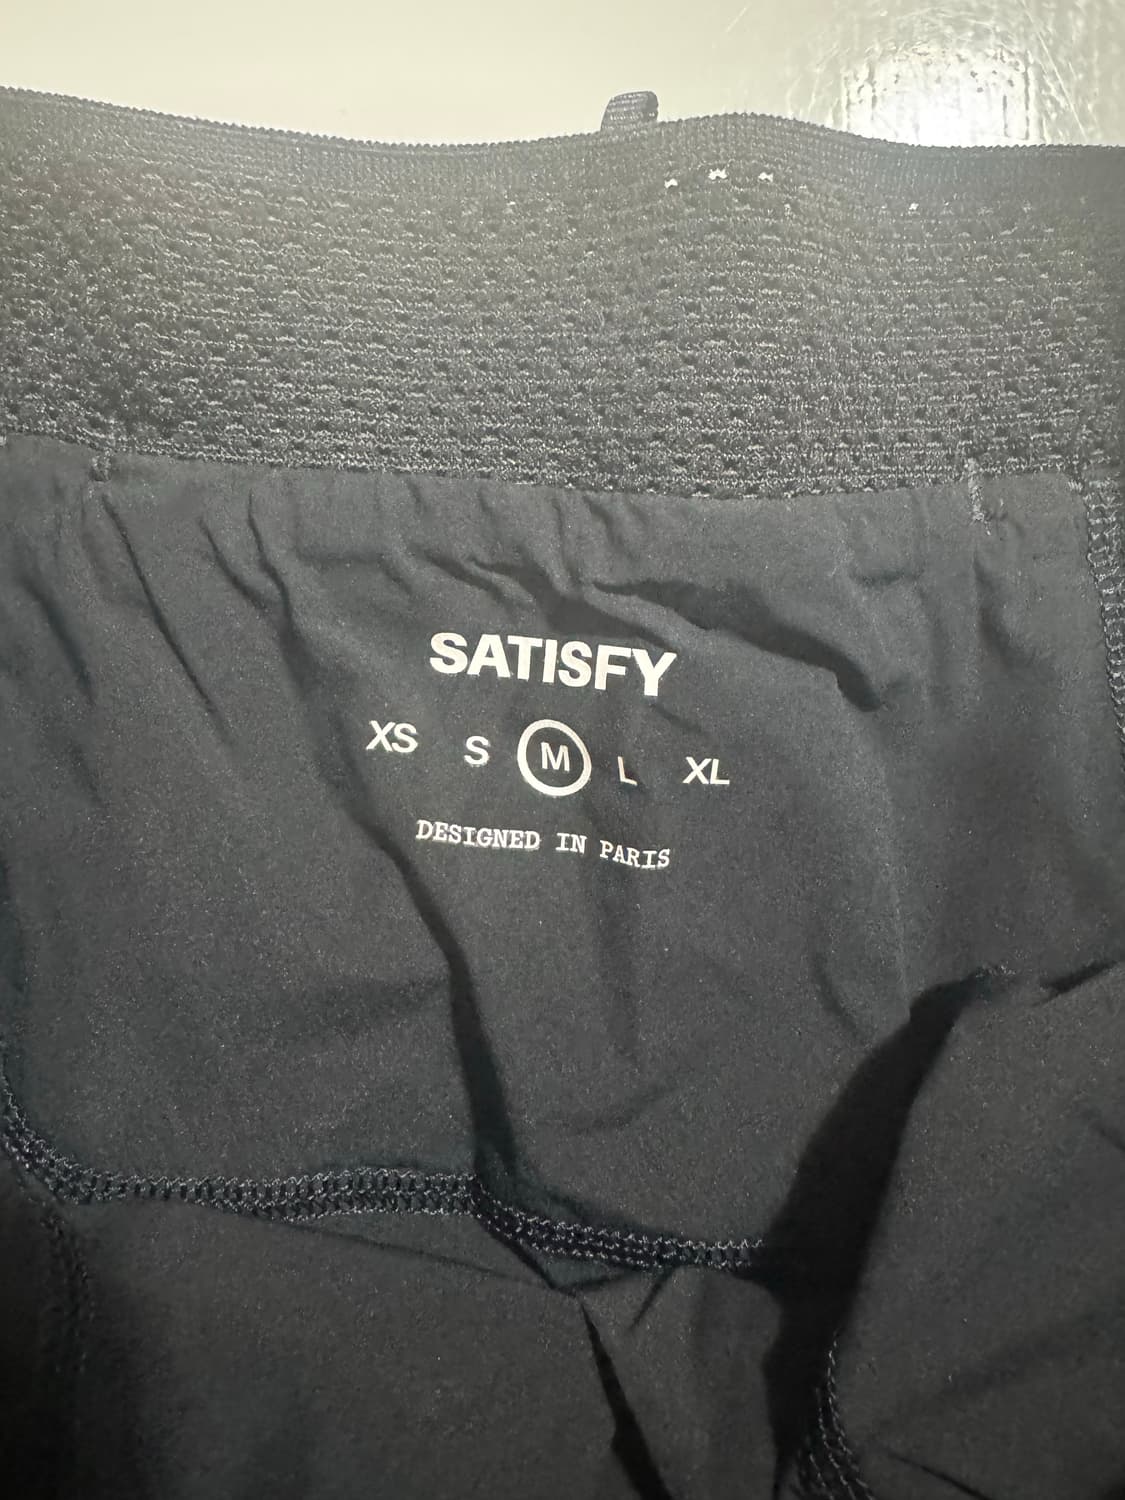 SATISFY
XS S M L XL
DESIGNED IN PARIS